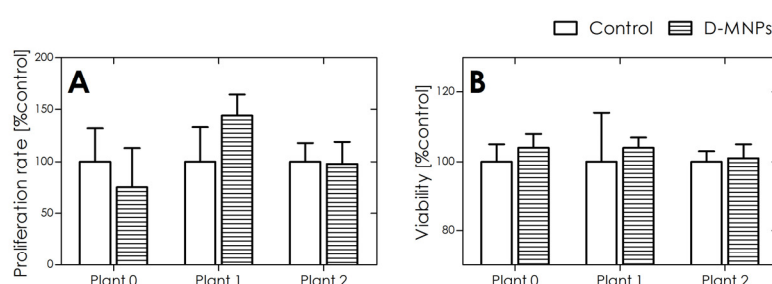 Control D-MNPs
A
Proliferation rate [%control]
200
150
100
50
0
Plant 0 Plant 1 Plant 2
B
Viability [%control]
120
100
80
Plant 0 Plant 1 Plant 2